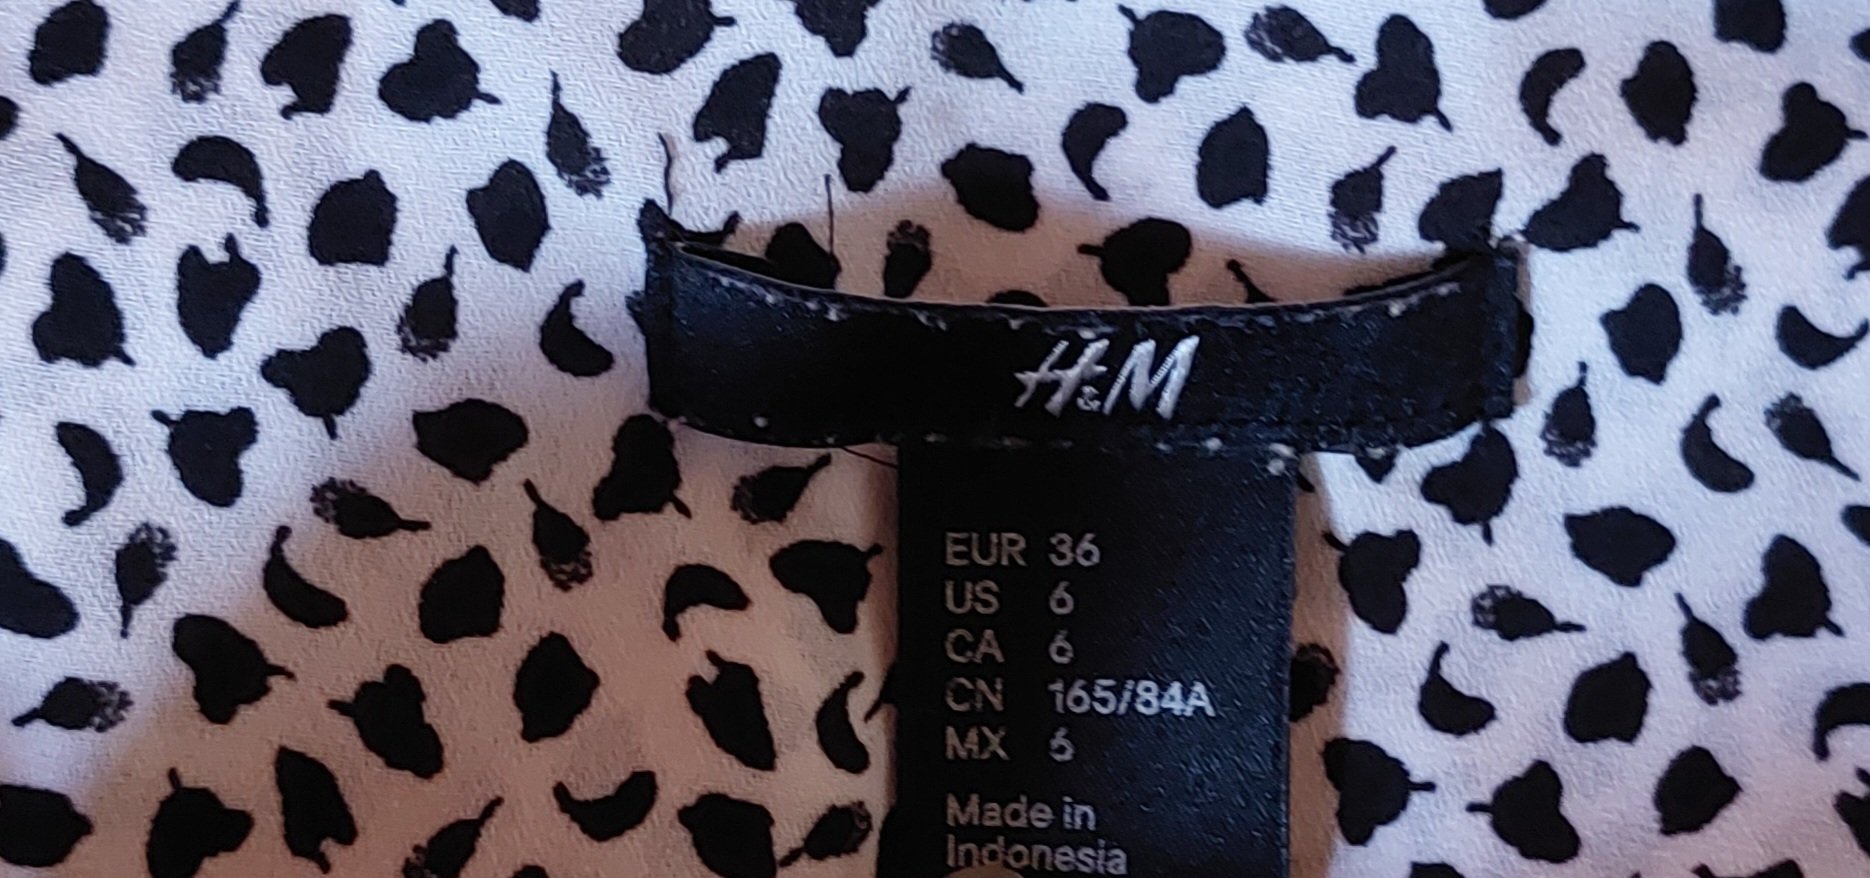 H&M
EUR 36
US 6
CA 6
CN 165/84A
MX 6
Made in
Indonesia